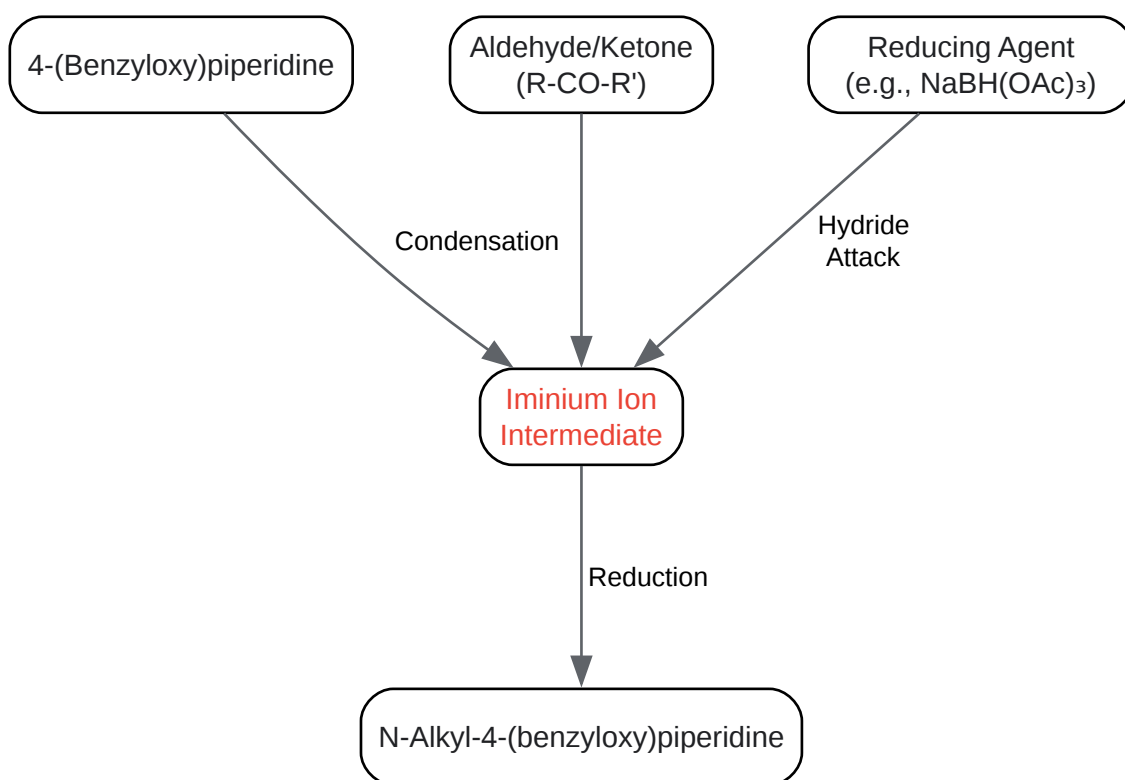 4-(Benzyloxy)piperidine
Aldehyde/Ketone
(R-CO-R')
Reducing Agent
(e.g., NaBH(OAc)₃)
Condensation
Hydride
Attack
Iminium Ion
Intermediate
Reduction
N-Alkyl-4-(benzyloxy)piperidine